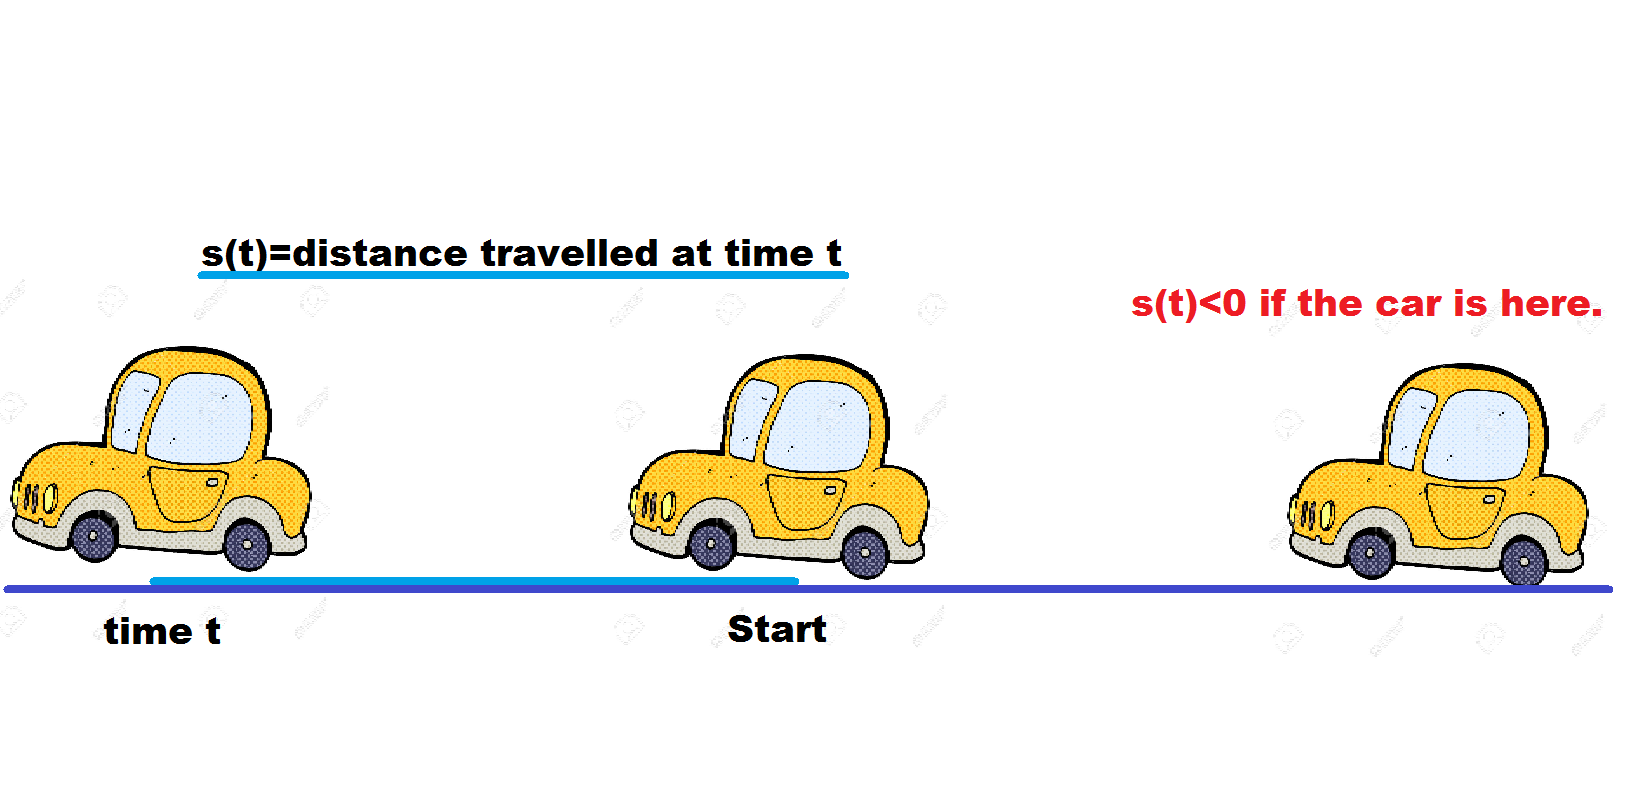 s(t)=distance travelled at time t
s(t)<0 if the car is here.
time t
Start